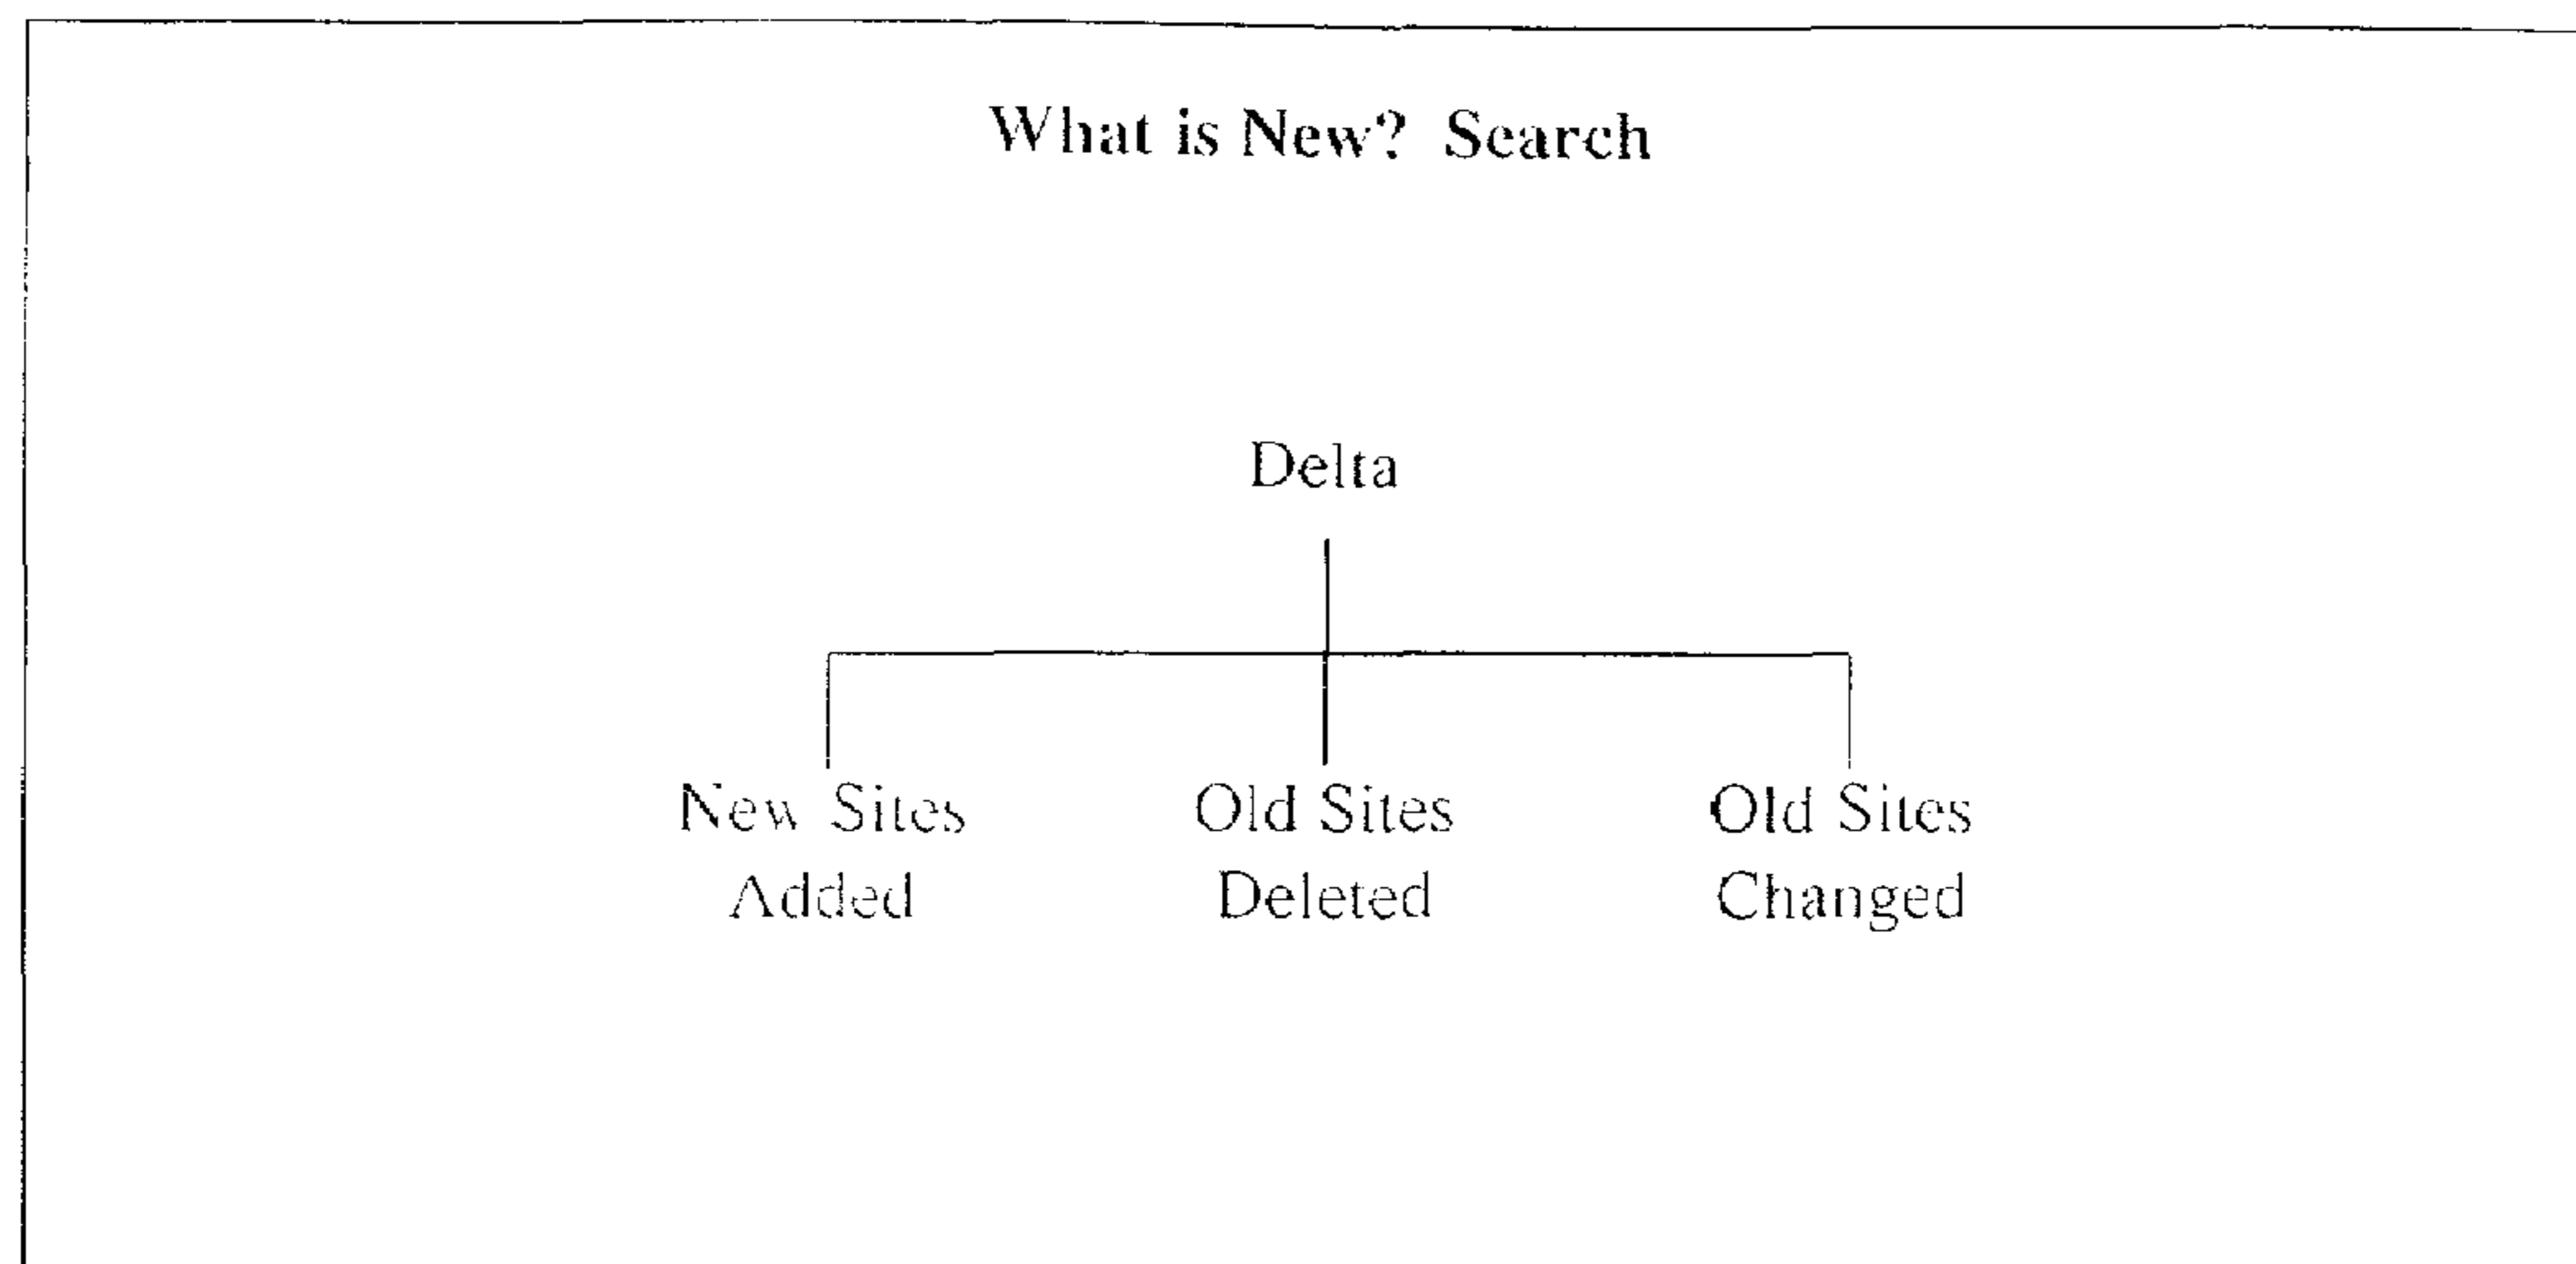 What is New? Search
Delta
New Sites Old Sites Old Sites
Added Deleted Changed